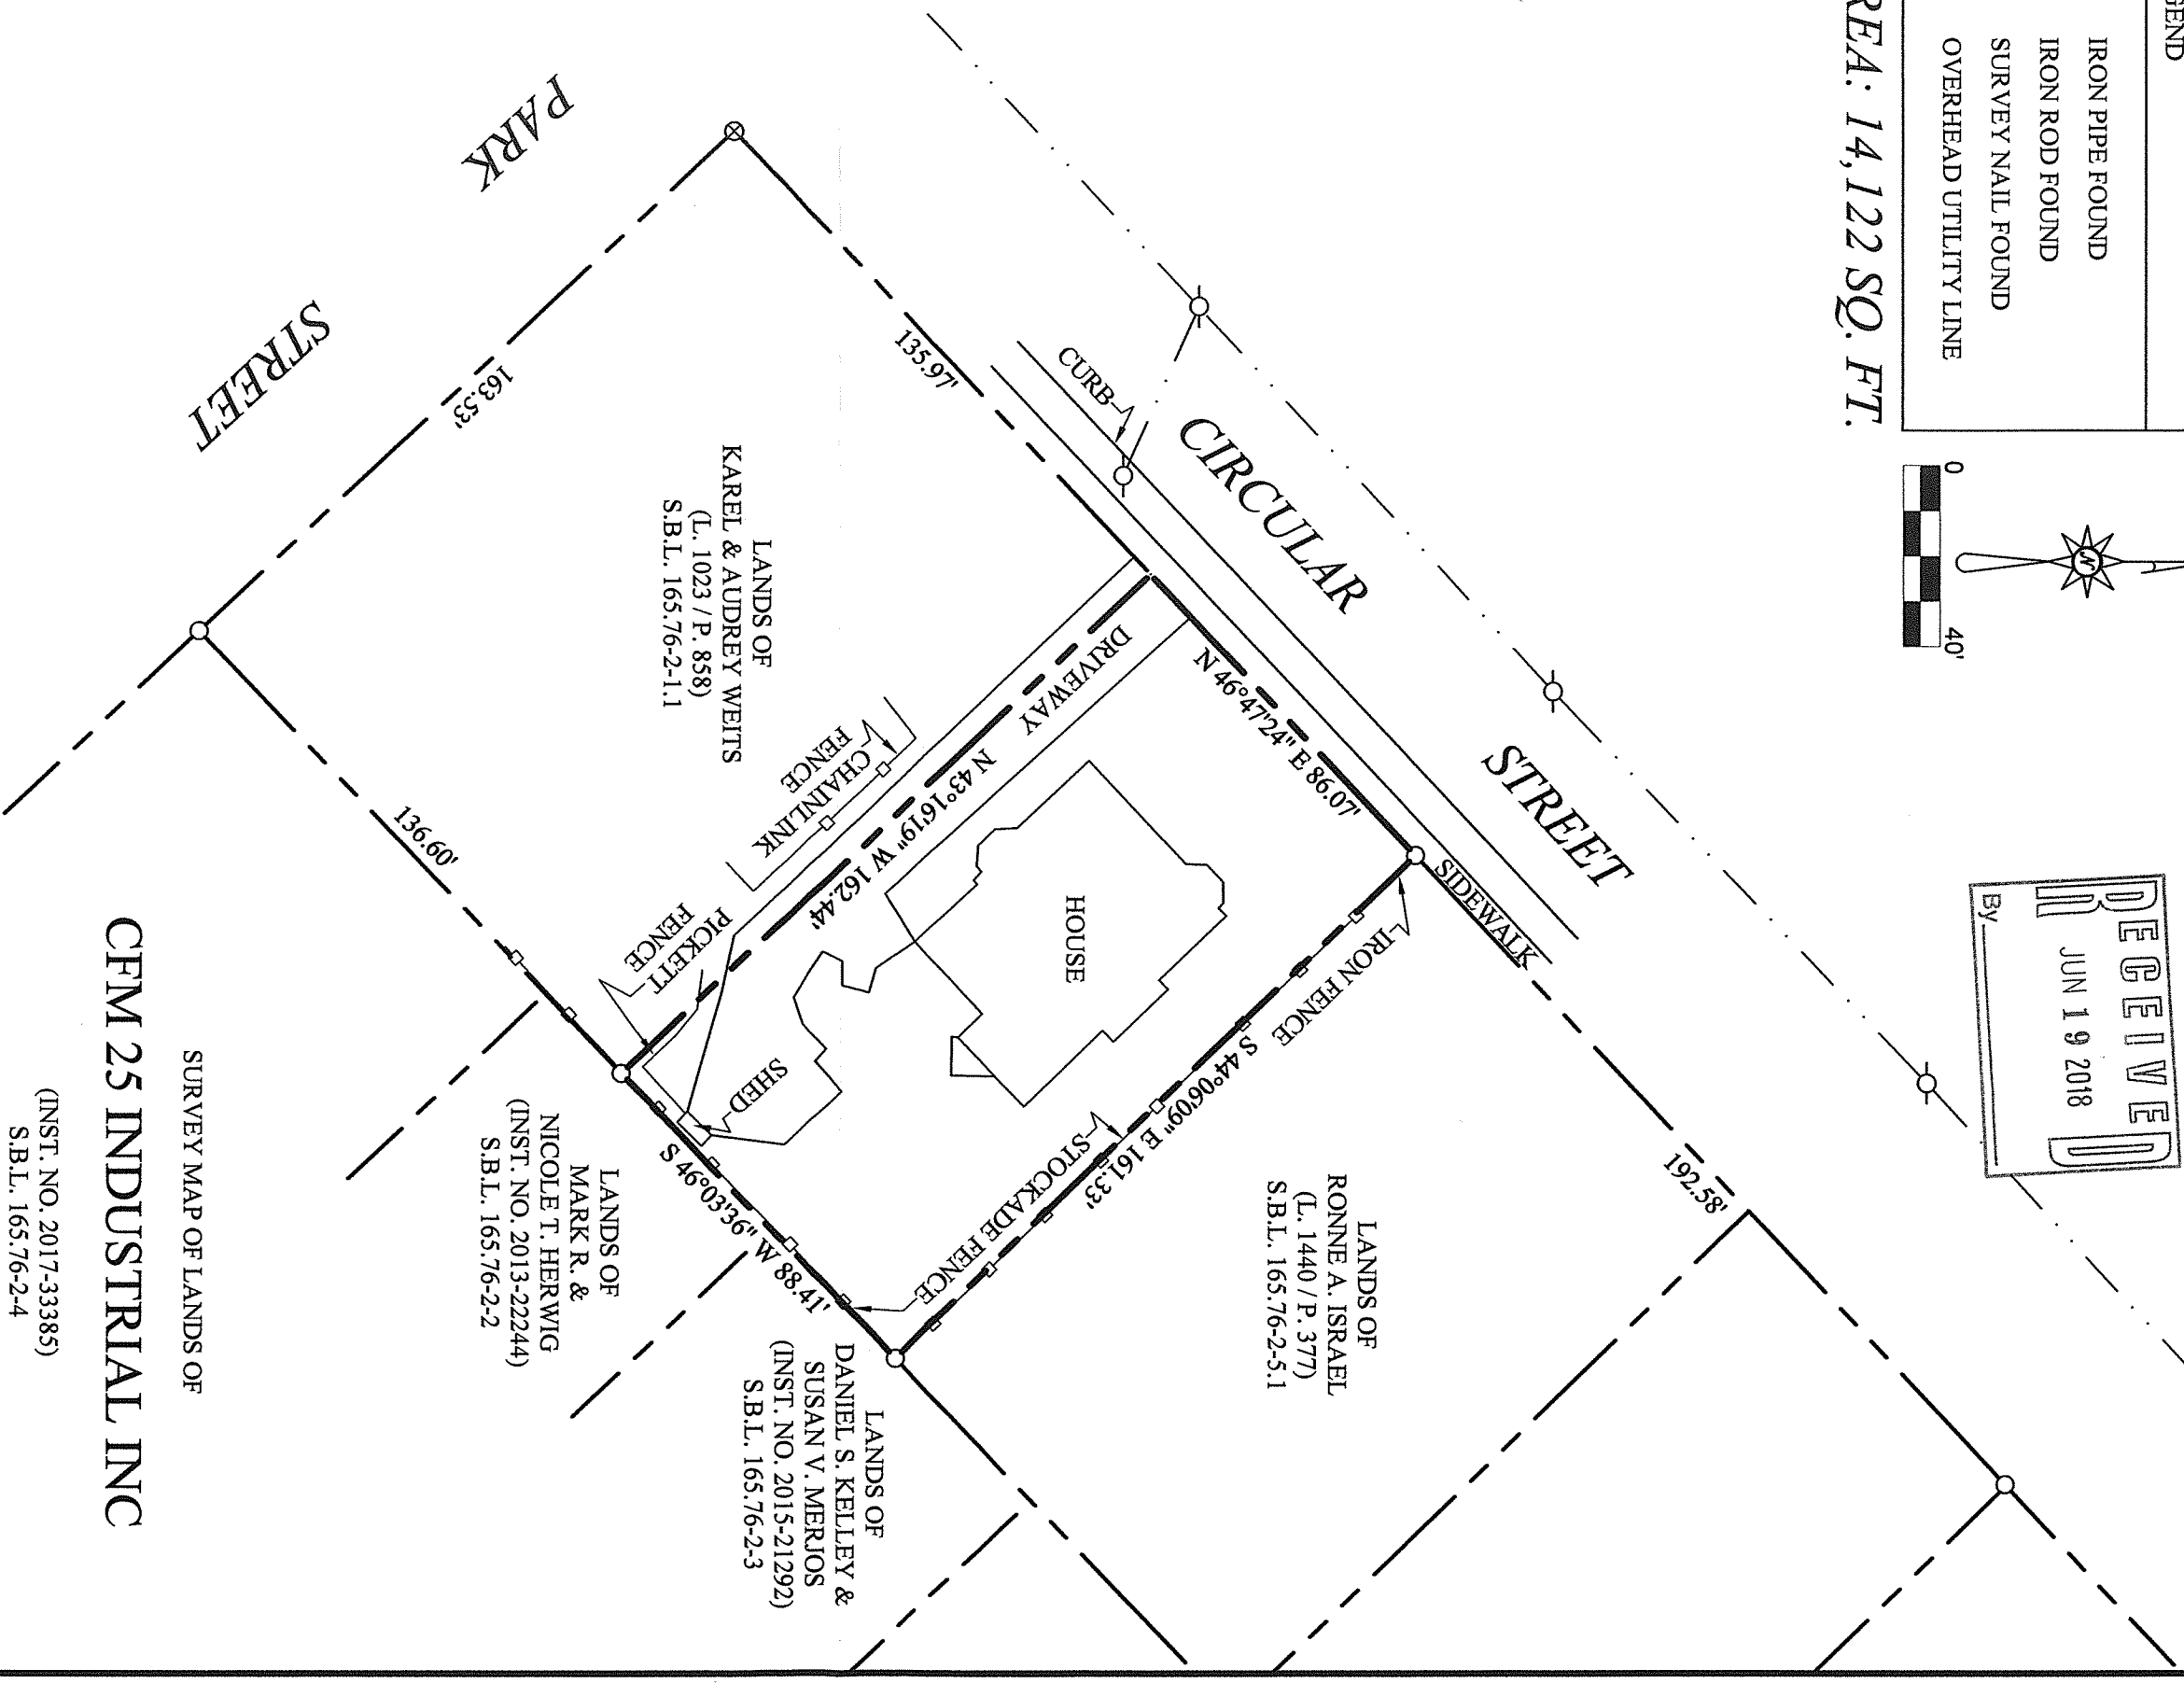 IRON PIPE FOUND
IRON ROD FOUND
SURVEY NAIL FOUND
OVERHEAD UTILITY LINE
AREA: 14,122 SQ. FT.
0
40'
N
RECEIVED
JUN 19 2018
By
CIRCULAR
STREET
PARK
STREET
CURB
SIDEWALK
135.97'
163.53'
136.60'
192.58'
N 46°47'24" E 86.07'
DRIVEWAY
N 43°16'19" W 162.44'
CHAINLINK
FENCE
PICKETT
FENCE
HOUSE
SHED
IRON FENCE
S 44°06'09" E 161.33'
STOCKADE FENCE
S 46°03'36" W 88.41'
LANDS OF
KAREL & AUDREY WEITS
(L. 1023 / P. 858)
S.B.L. 165.76-2-1.1
LANDS OF
RONNE A. ISRAEL
(L. 1440 / P. 377)
S.B.L. 165.76-2-5.1
LANDS OF
MARK R. &
NICOLE T. HERWIG
(INST. NO. 2013-22244)
S.B.L. 165.76-2-2
LANDS OF
DANIEL S. KELLEY &
SUSAN V. MERJOS
(INST. NO. 2015-21292)
S.B.L. 165.76-2-3
SURVEY MAP OF LANDS OF
CFM 25 INDUSTRIAL INC
(INST. NO. 2017-33385)
S.B.L. 165.76-2-4